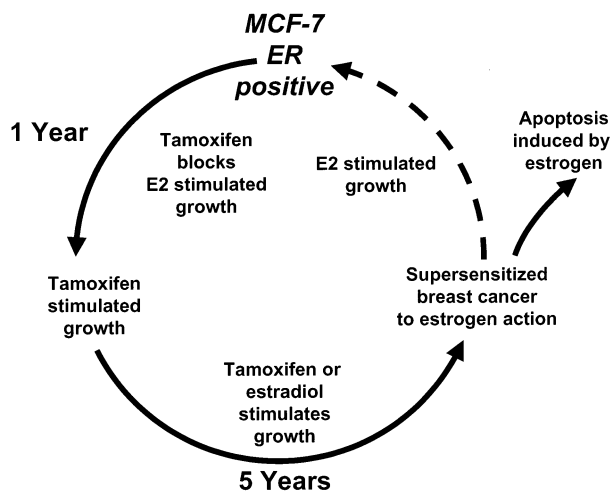 MCF-7
ER
positive
1 Year
Tamoxifen
blocks
E2 stimulated
growth
E2 stimulated
growth
Apoptosis
induced by
estrogen
Tamoxifen
stimulated
growth
Supersensitized
breast cancer
to estrogen action
Tamoxifen or
estradiol
stimulates
growth
5 Years